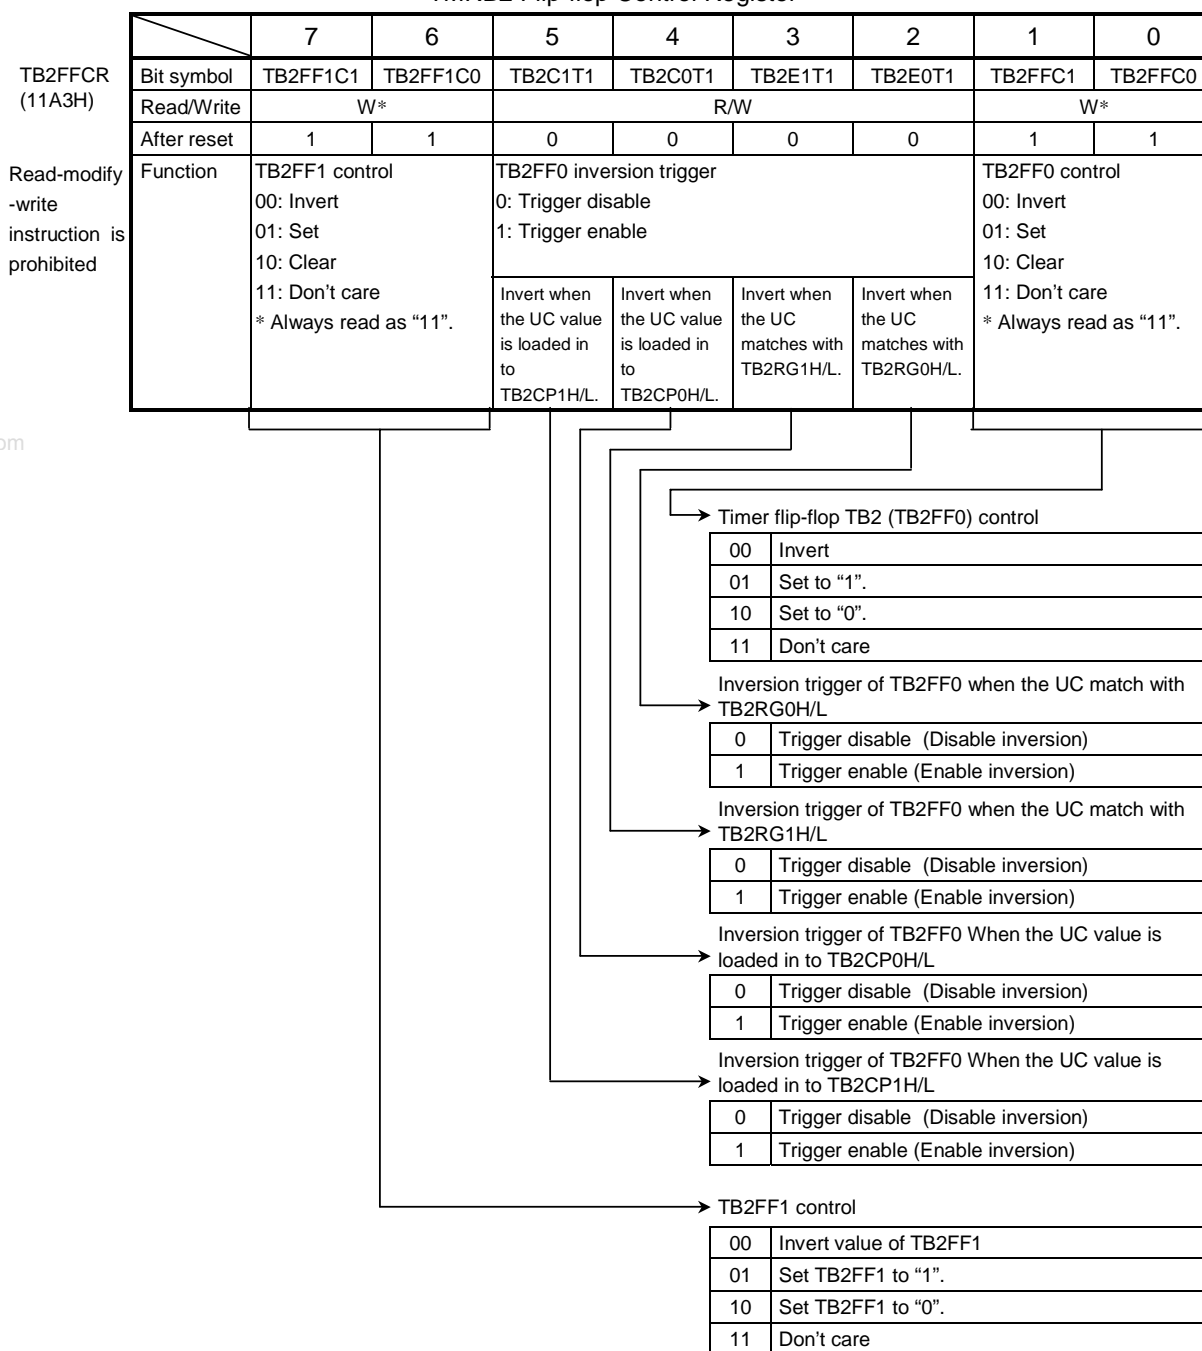 7 6 5 4 3 2 1 0
TB2FFCR
(11A3H)
Bit symbol TB2FF1C1 TB2FF1C0 TB2C1T1 TB2C0T1 TB2E1T1 TB2E0T1 TB2FFC1 TB2FFC0
Read/Write W* R/W W*
After reset 1 1 0 0 0 0 1 1
Read-modify
-write
instruction is
prohibited
Function
TB2FF1 control
00: Invert
01: Set
10: Clear
11: Don't care
* Always read as “11”.
TB2FF0 inversion trigger
0: Trigger disable
1: Trigger enable
Invert when
the UC value
is loaded in
to
TB2CP1H/L.
Invert when
the UC value
is loaded in
to
TB2CP0H/L.
Invert when
the UC
matches with
TB2RG1H/L.
Invert when
the UC
matches with
TB2RG0H/L.
TB2FF0 control
00: Invert
01: Set
10: Clear
11: Don't care
* Always read as “11”.
om
Timer flip-flop TB2 (TB2FF0) control
00 Invert
01 Set to “1”.
10 Set to “0”.
11 Don't care
Inversion trigger of TB2FF0 when the UC match with
TB2RG0H/L
0 Trigger disable (Disable inversion)
1 Trigger enable (Enable inversion)
Inversion trigger of TB2FF0 when the UC match with
TB2RG1H/L
0 Trigger disable (Disable inversion)
1 Trigger enable (Enable inversion)
Inversion trigger of TB2FF0 When the UC value is
loaded in to TB2CP0H/L
0 Trigger disable (Disable inversion)
1 Trigger enable (Enable inversion)
Inversion trigger of TB2FF0 When the UC value is
loaded in to TB2CP1H/L
0 Trigger disable (Disable inversion)
1 Trigger enable (Enable inversion)
TB2FF1 control
00 Invert value of TB2FF1
01 Set TB2FF1 to “1”.
10 Set TB2FF1 to “0”.
11 Don't care